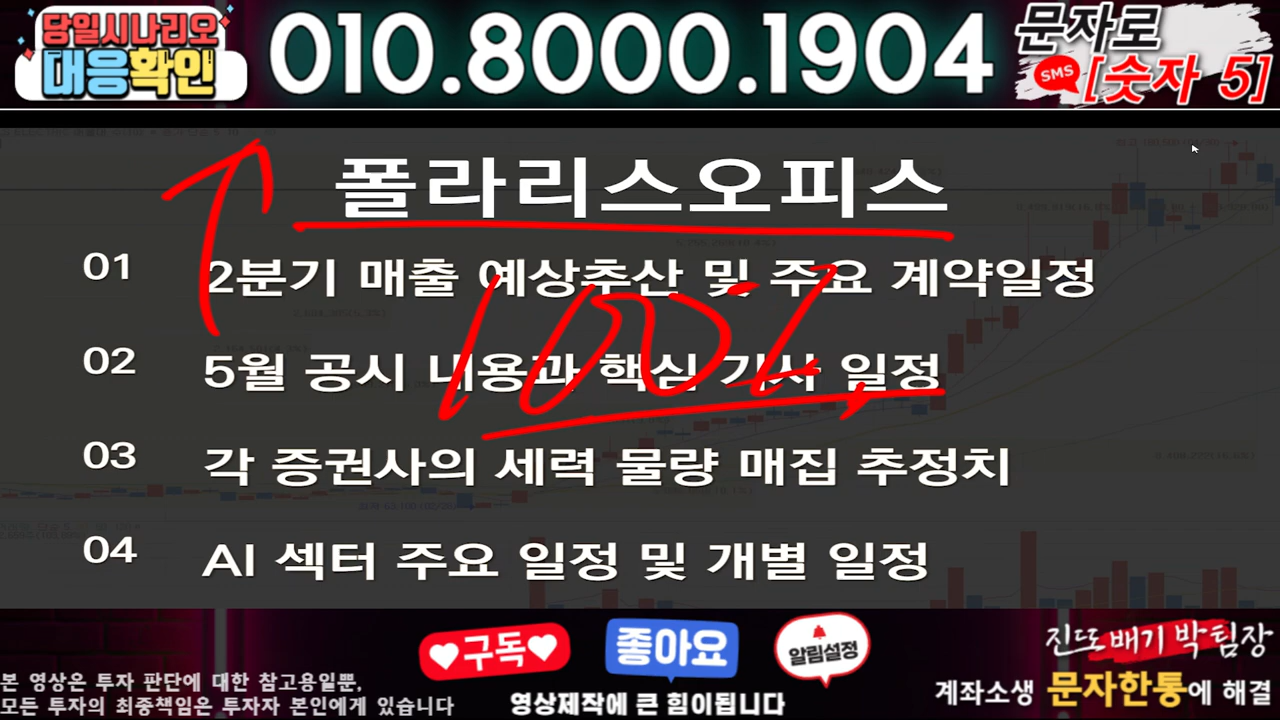 당일시나리오
대응확인
010.8000.1904
문자로
SMS [숫자 5]
폴라리스오피스
01 2분기 매출 예상추산 및 주요 계약일정
100%
02 5월 공시 내용과 핵심 기사 일정
03 각 증권사의 세력 물량 매집 추정치
04 AI 섹터 주요 일정 및 개별 일정
구독
좋아요
알림설정
영상제작에 큰 힘이됩니다
본 영상은 투자 판단에 대한 참고용일뿐,
모든 투자의 최종책임은 투자자 본인에게 있습니다
진또배기 박팀장
계좌소생 문자한통에 해결